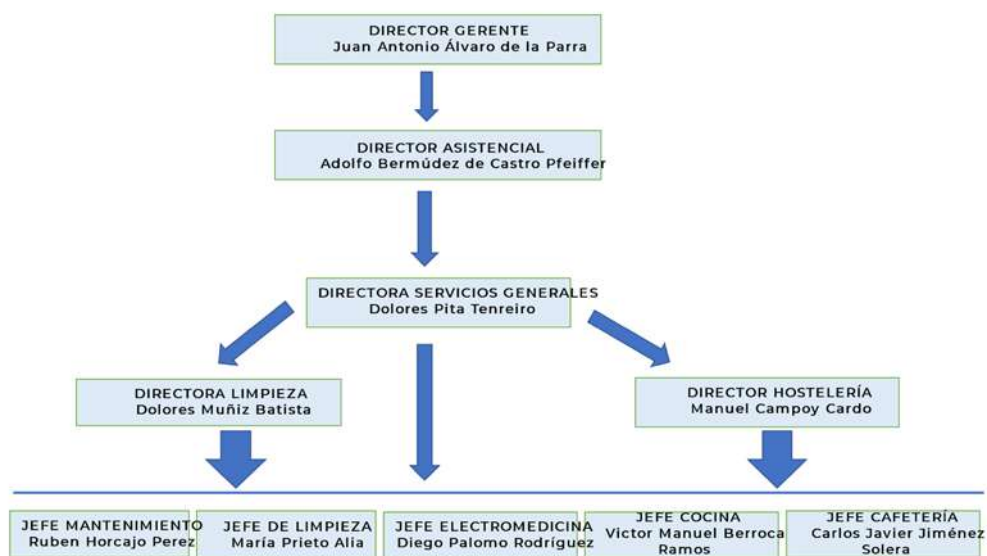 DIRECTOR GERENTE
Juan Antonio Álvaro de la Parra
DIRECTOR ASISTENCIAL
Adolfo Bermúdez de Castro Pfeiffer
DIRECTORA SERVICIOS GENERALES
Dolores Pita Tenreiro
DIRECTORA LIMPIEZA
Dolores Muñiz Batista
DIRECTOR HOSTELERÍA
Manuel Campoy Cardo
JEFE MANTENIMIENTO
Ruben Horcajo Perez
JEFE DE LIMPIEZA
María Prieto Alia
JEFE ELECTROMEDICINA
Diego Palomo Rodríguez
JEFE COCINA
Victor Manuel Berroca
Ramos
JEFE CAFETERÍA
Carlos Javier Jiménez
Solera